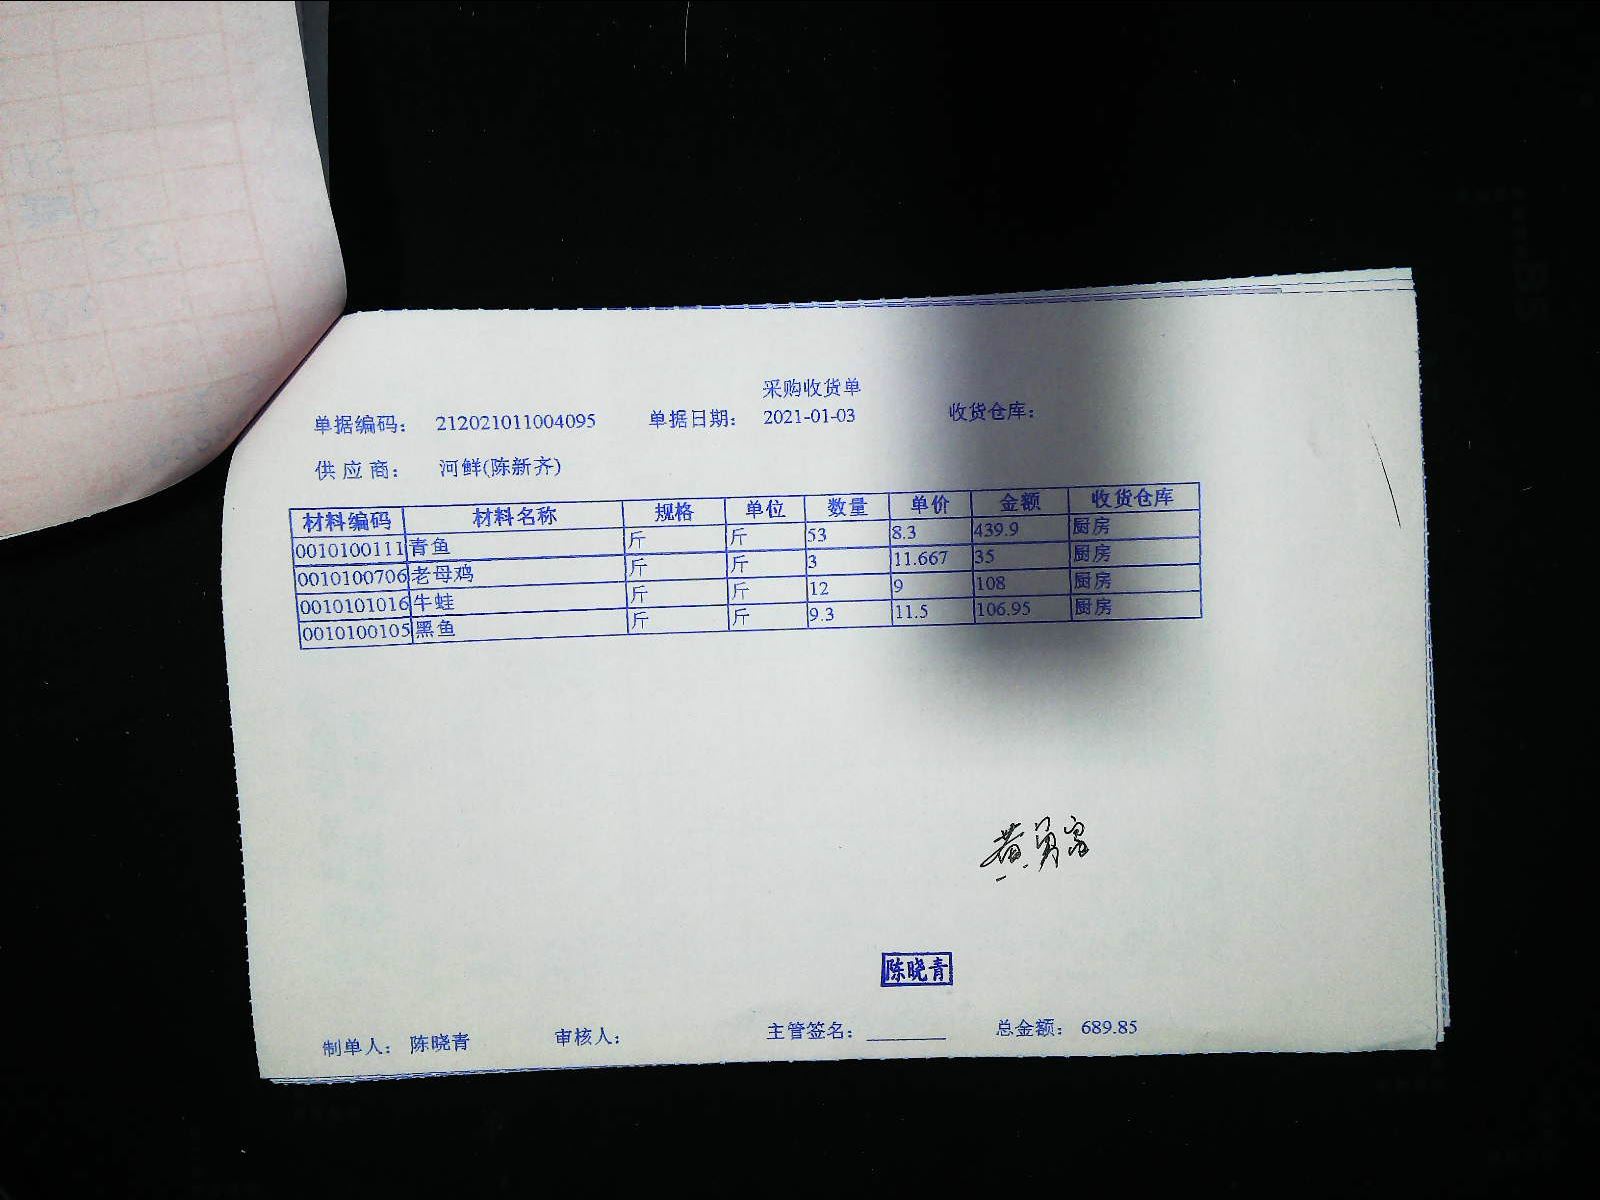 采购收货单
单据编码： 212021011004095 单据日期： 2021-01-03 收货仓库：
供应商： 河鲜(陈新齐)
材料编码 材料名称 规格 单位 数量 单价 金额 收货仓库
0010100111 青鱼 斤 斤 53 8.3 439.9 厨房
0010100706 老母鸡 斤 斤 3 11.667 35 厨房
0010101016 牛蛙 斤 斤 12 9 108 厨房
0010100105 黑鱼 斤 斤 9.3 11.5 106.95 厨房
陈晓青
制单人： 陈晓青 审核人： 主管签名： 总金额： 689.85